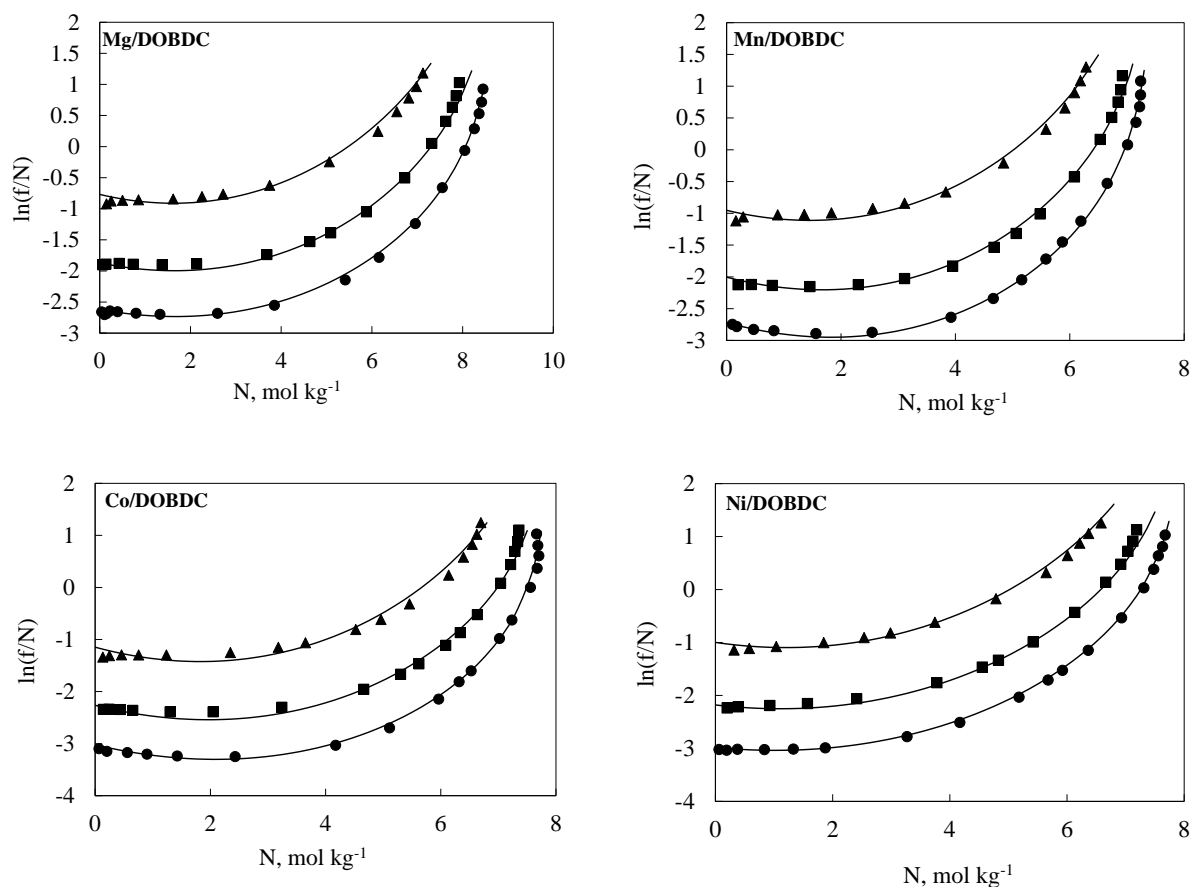 Mg/DOBDC
2
1.5
1
0.5
0
-0.5
-1
-1.5
-2
-2.5
-3
ln(f/N)
0 2 4 6 8 10
N, mol kg-1
Mn/DOBDC
2
1.5
1
0.5
0
-0.5
-1
-1.5
-2
-2.5
-3
ln(f/N)
0 2 4 6 8
N, mol kg-1
Co/DOBDC
2
1
0
-1
-2
-3
-4
ln(f/N)
0 2 4 6 8
N, mol kg-1
Ni/DOBDC
2
1
0
-1
-2
-3
-4
ln(f/N)
0 2 4 6 8
N, mol kg-1